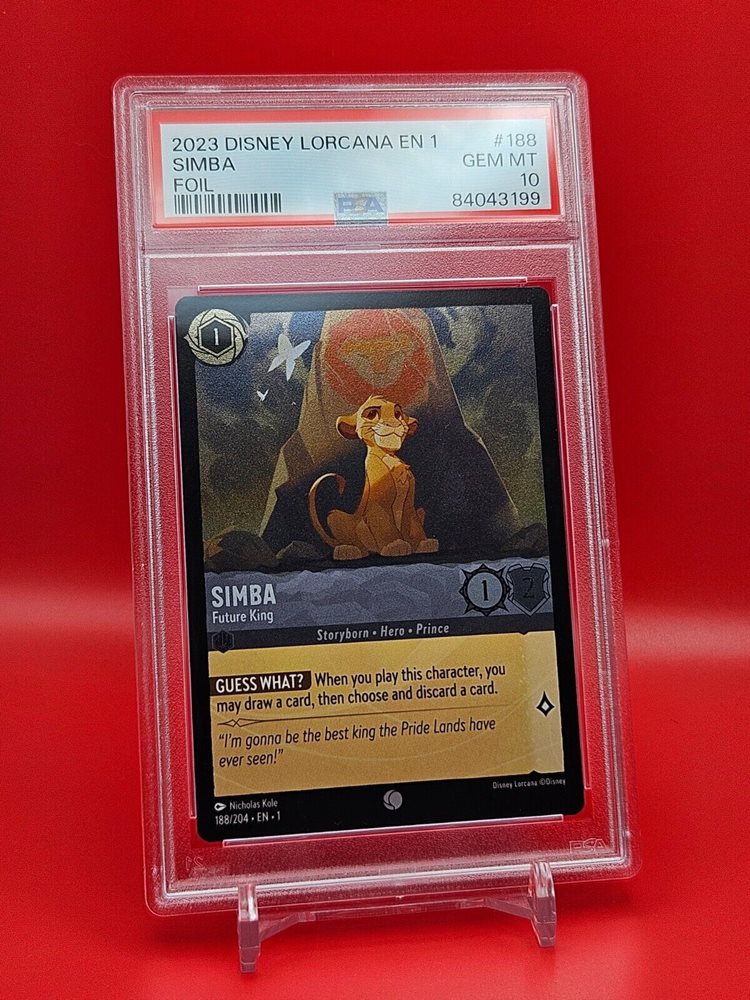 2023 DISNEY LORCANA EN 1 #188
SIMBA GEM MT
FOIL 10
PSA 84043199
1
SIMBA 1 2
Future King
Storyborn • Hero • Prince
GUESS WHAT? When you play this character, you
may draw a card, then choose and discard a card.
“I'm gonna be the best king the Pride Lands have
ever seen!”
Disney Lorcana ©Disney
Nicholas Kole
188/204 • EN • 1
PSA